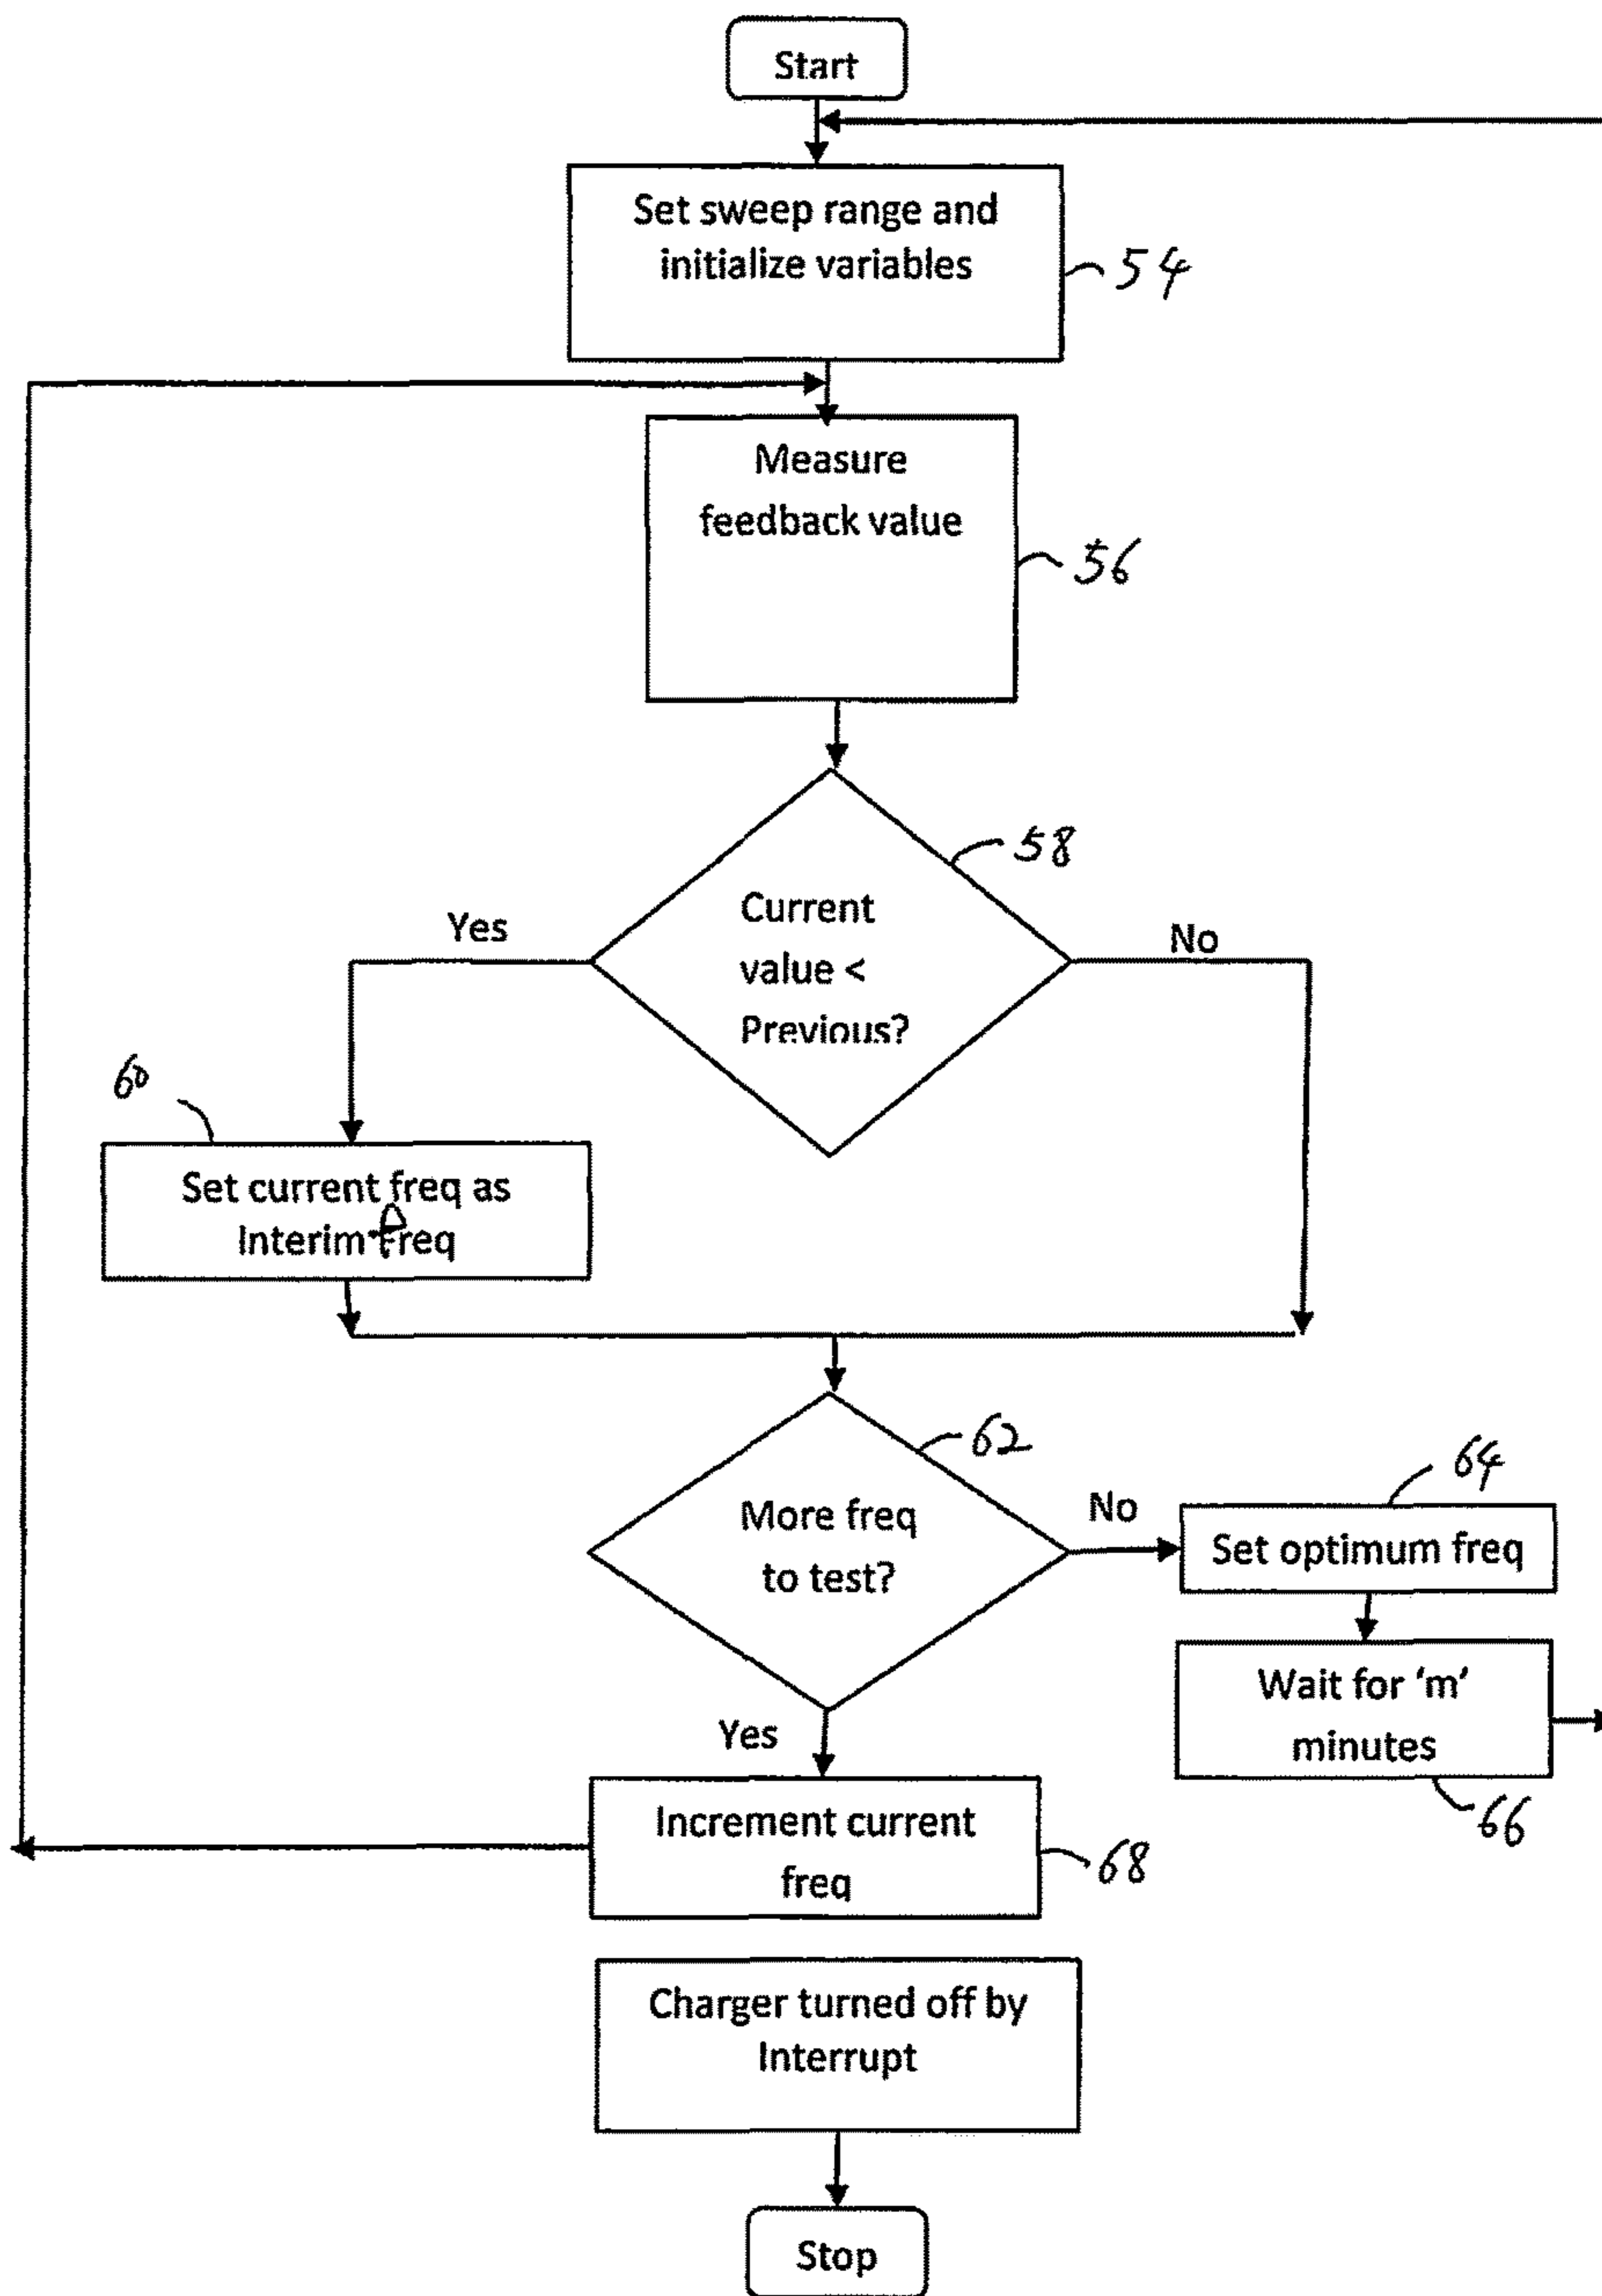 Start
Set sweep range and
initialize variables
54
Measure
feedback value
56
58
Current
value <
Previous?
Yes
No
60
Set current freq as
Interim freq
62
More freq
to test?
No
64
Set optimum freq
Wait for ‘m’
minutes
66
Yes
Increment current
freq
68
Charger turned off by
Interrupt
Stop